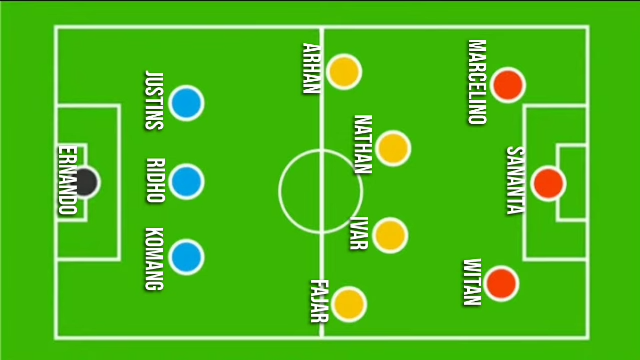 ERNANDO
JUSTINS
RIDHO
KOMANG
ARHAN
NATHAN
IVAR
FAJAR
MARCELINO
SANANTA
WITAN